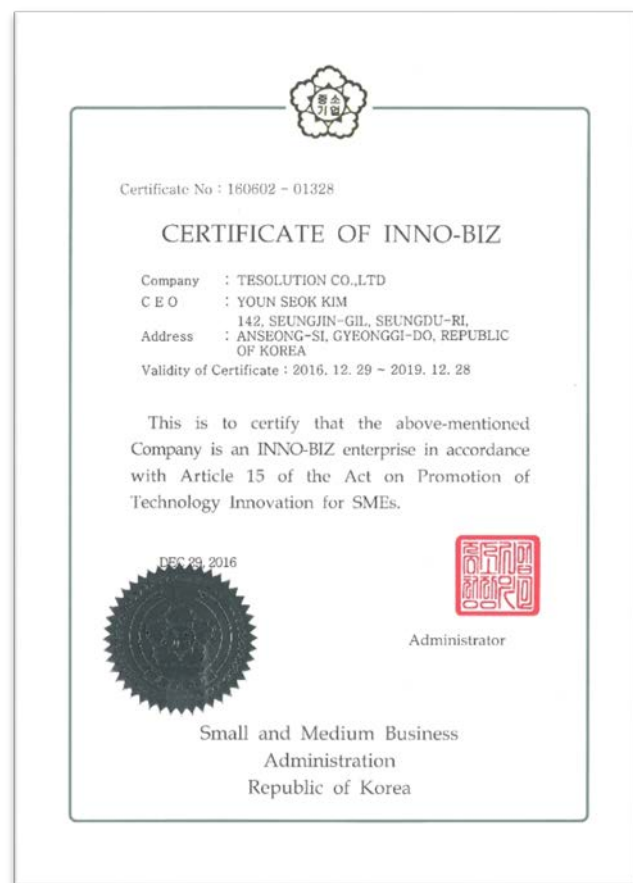 중소
기업
Certificate No : 160602 - 01328
CERTIFICATE OF INNO-BIZ
Company : TESOLUTION CO.,LTD
C E O : YOUN SEOK KIM
142, SEUNGJIN-GIL, SEUNGDU-RI,
Address : ANSEONG-SI, GYEONGGI-DO, REPUBLIC
OF KOREA
Validity of Certificate : 2016. 12. 29 ~ 2019. 12. 28
This is to certify that the above-mentioned
Company is an INNO-BIZ enterprise in accordance
with Article 15 of the Act on Promotion of
Technology Innovation for SMEs.
DEC 29, 2016
Administrator
Small and Medium Business
Administration
Republic of Korea